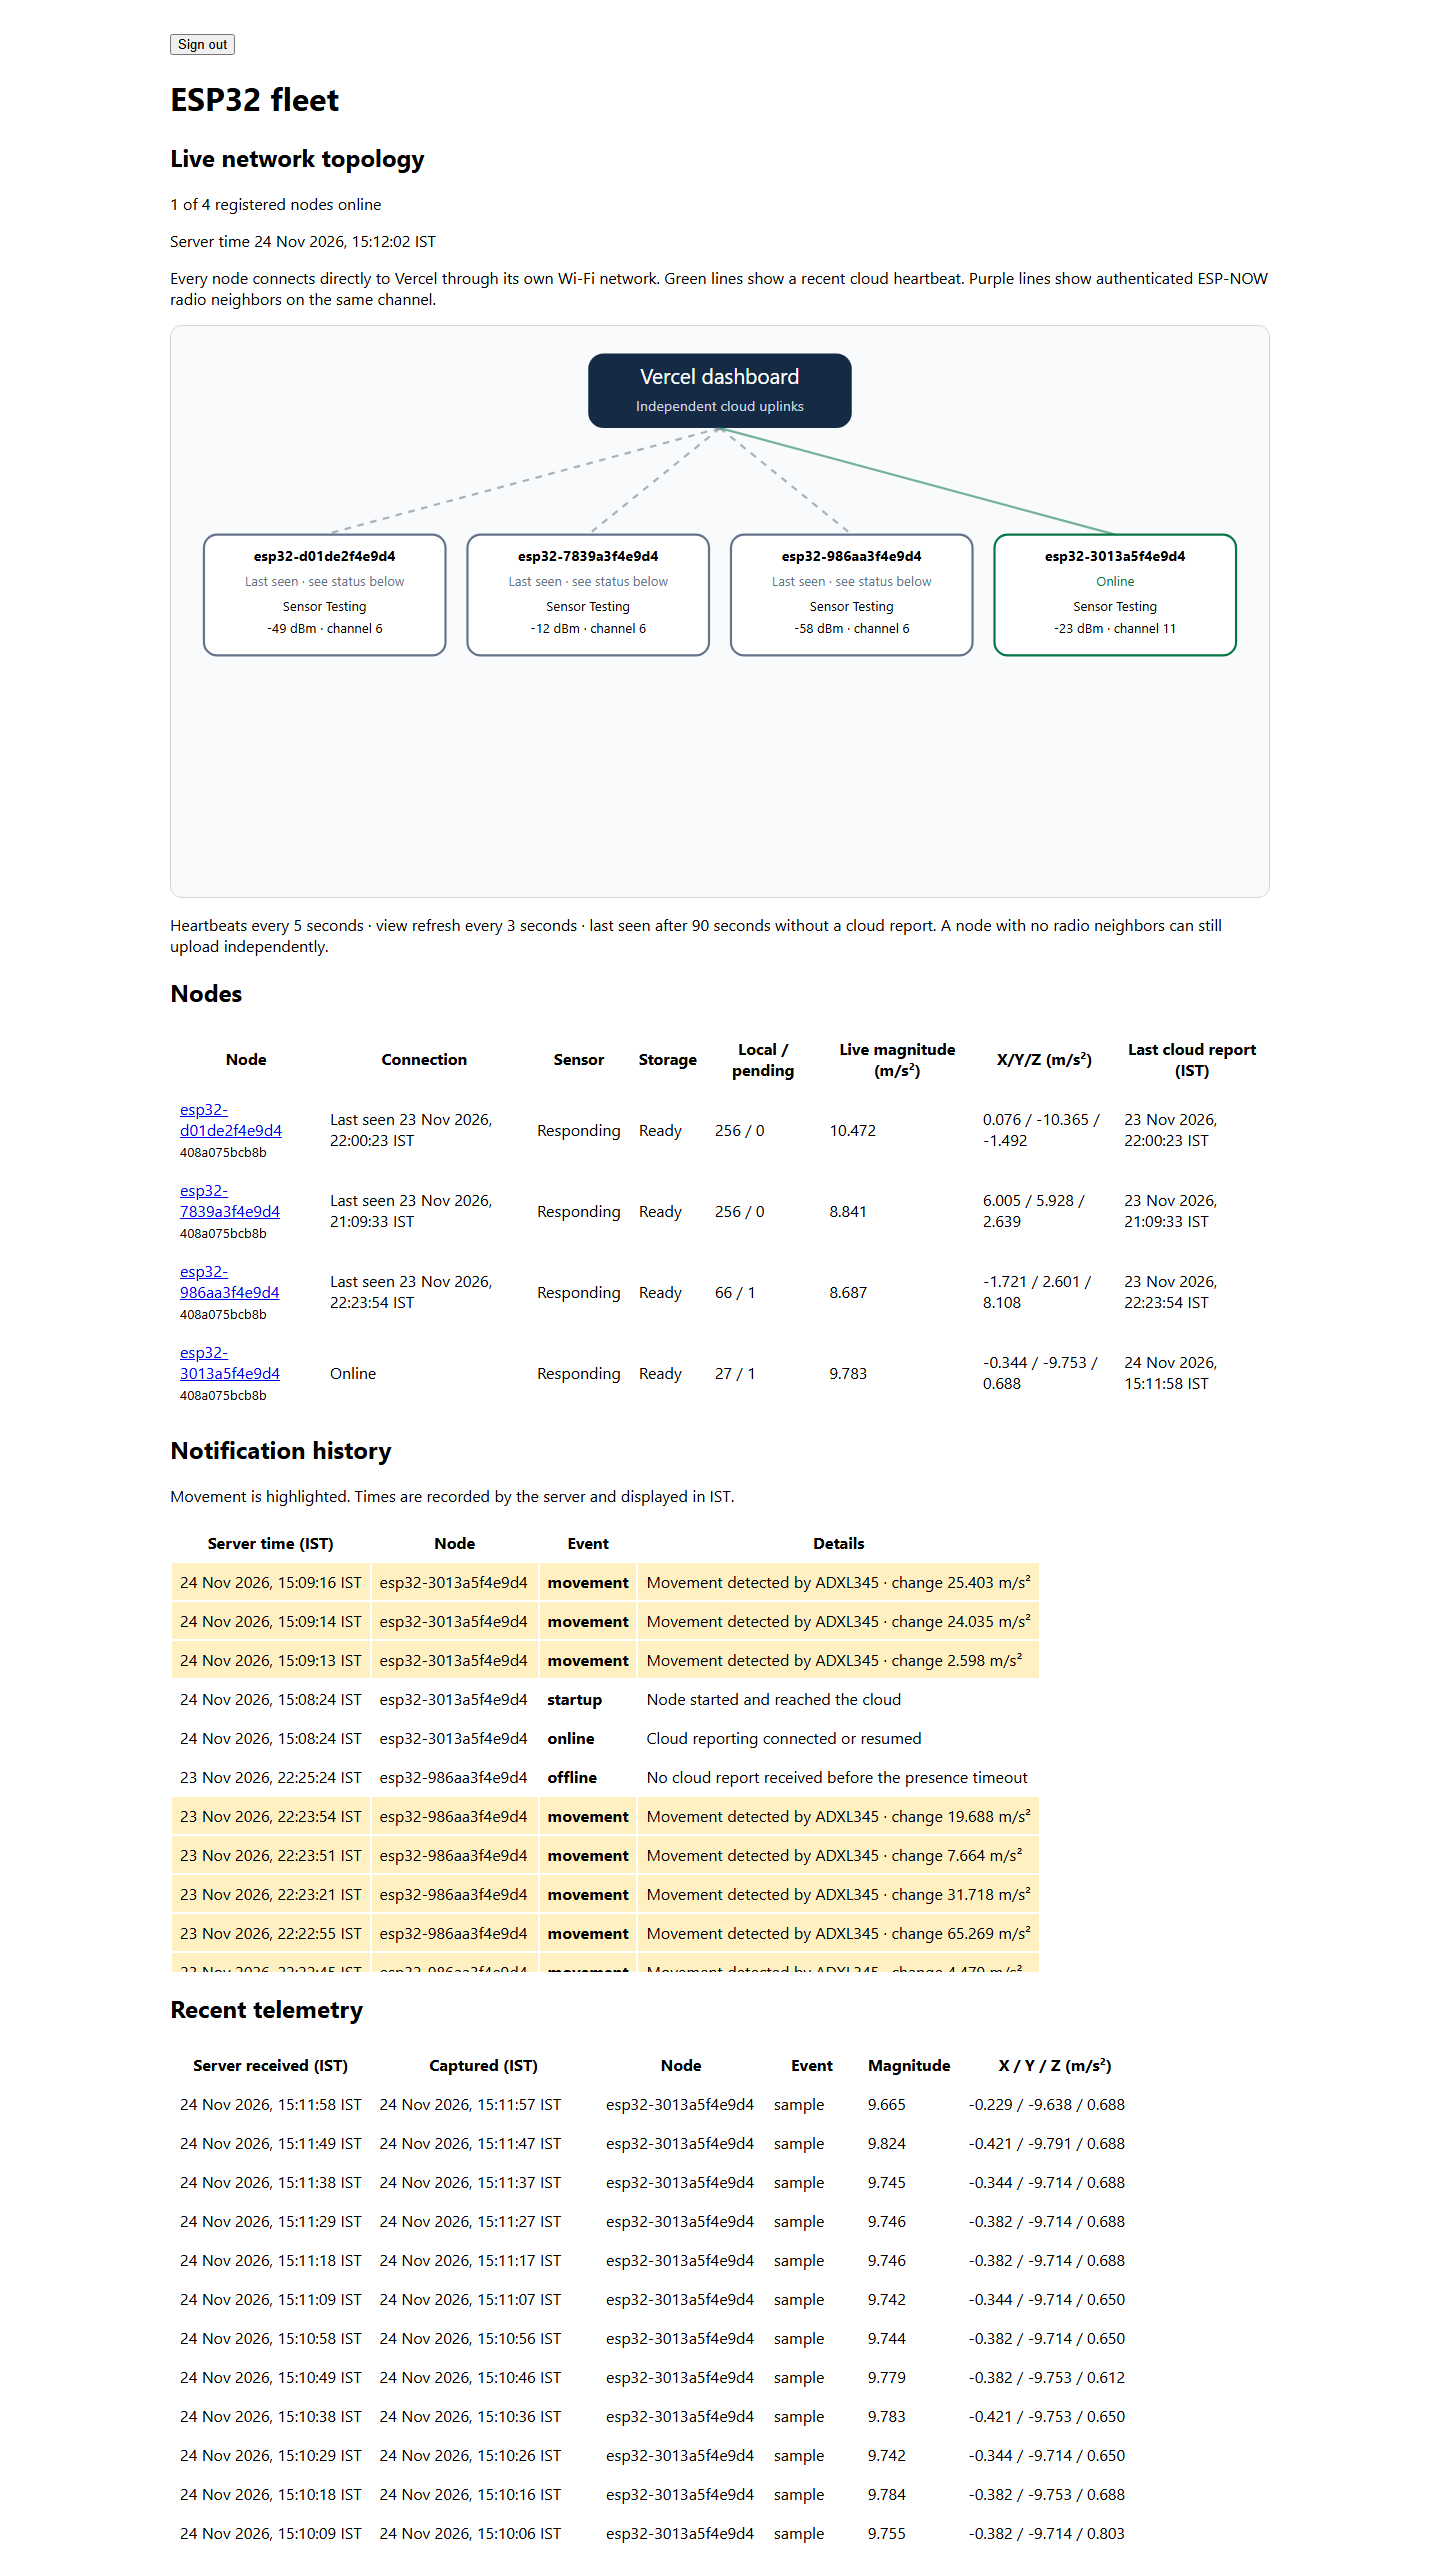 Sign out
ESP32 fleet
Live network topology
1 of 4 registered nodes online
Server time 24 Nov 2026, 15:12:02 IST
Every node connects directly to Vercel through its own Wi-Fi network. Green lines show a recent cloud heartbeat. Purple lines show authenticated ESP-NOW
radio neighbors on the same channel.
Vercel dashboard
Independent cloud uplinks
esp32-d01de2f4e9d4
Last seen · see status below
Sensor Testing
-49 dBm · channel 6
esp32-7839a3f4e9d4
Last seen · see status below
Sensor Testing
-12 dBm · channel 6
esp32-986aa3f4e9d4
Last seen · see status below
Sensor Testing
-58 dBm · channel 6
esp32-3013a5f4e9d4
Online
Sensor Testing
-23 dBm · channel 11
Heartbeats every 5 seconds · view refresh every 3 seconds · last seen after 90 seconds without a cloud report. A node with no radio neighbors can still
upload independently.
Nodes
Node Connection Sensor Storage Local / pending Live magnitude (m/s²) X/Y/Z (m/s²) Last cloud report (IST)
esp32-d01de2f4e9d4 408a075bcb8b Last seen 23 Nov 2026, 22:00:23 IST Responding Ready 256 / 0 10.472 0.076 / -10.365 / -1.492 23 Nov 2026, 22:00:23 IST
esp32-7839a3f4e9d4 408a075bcb8b Last seen 23 Nov 2026, 21:09:33 IST Responding Ready 256 / 0 8.841 6.005 / 5.928 / 2.639 23 Nov 2026, 21:09:33 IST
esp32-986aa3f4e9d4 408a075bcb8b Last seen 23 Nov 2026, 22:23:54 IST Responding Ready 66 / 1 8.687 -1.721 / 2.601 / 8.108 23 Nov 2026, 22:23:54 IST
esp32-3013a5f4e9d4 408a075bcb8b Online Responding Ready 27 / 1 9.783 -0.344 / -9.753 / 0.688 24 Nov 2026, 15:11:58 IST
Notification history
Movement is highlighted. Times are recorded by the server and displayed in IST.
Server time (IST) Node Event Details
24 Nov 2026, 15:09:16 IST esp32-3013a5f4e9d4 movement Movement detected by ADXL345 · change 25.403 m/s²
24 Nov 2026, 15:09:14 IST esp32-3013a5f4e9d4 movement Movement detected by ADXL345 · change 24.035 m/s²
24 Nov 2026, 15:09:13 IST esp32-3013a5f4e9d4 movement Movement detected by ADXL345 · change 2.598 m/s²
24 Nov 2026, 15:08:24 IST esp32-3013a5f4e9d4 startup Node started and reached the cloud
24 Nov 2026, 15:08:24 IST esp32-3013a5f4e9d4 online Cloud reporting connected or resumed
23 Nov 2026, 22:25:24 IST esp32-986aa3f4e9d4 offline No cloud report received before the presence timeout
23 Nov 2026, 22:23:54 IST esp32-986aa3f4e9d4 movement Movement detected by ADXL345 · change 19.688 m/s²
23 Nov 2026, 22:23:51 IST esp32-986aa3f4e9d4 movement Movement detected by ADXL345 · change 7.664 m/s²
23 Nov 2026, 22:23:21 IST esp32-986aa3f4e9d4 movement Movement detected by ADXL345 · change 31.718 m/s²
23 Nov 2026, 22:22:55 IST esp32-986aa3f4e9d4 movement Movement detected by ADXL345 · change 65.269 m/s²
Recent telemetry
Server received (IST) Captured (IST) Node Event Magnitude X / Y / Z (m/s²)
24 Nov 2026, 15:11:58 IST 24 Nov 2026, 15:11:57 IST esp32-3013a5f4e9d4 sample 9.665 -0.229 / -9.638 / 0.688
24 Nov 2026, 15:11:49 IST 24 Nov 2026, 15:11:47 IST esp32-3013a5f4e9d4 sample 9.824 -0.421 / -9.791 / 0.688
24 Nov 2026, 15:11:38 IST 24 Nov 2026, 15:11:37 IST esp32-3013a5f4e9d4 sample 9.745 -0.344 / -9.714 / 0.688
24 Nov 2026, 15:11:29 IST 24 Nov 2026, 15:11:27 IST esp32-3013a5f4e9d4 sample 9.746 -0.382 / -9.714 / 0.688
24 Nov 2026, 15:11:18 IST 24 Nov 2026, 15:11:17 IST esp32-3013a5f4e9d4 sample 9.746 -0.382 / -9.714 / 0.688
24 Nov 2026, 15:11:09 IST 24 Nov 2026, 15:11:07 IST esp32-3013a5f4e9d4 sample 9.742 -0.344 / -9.714 / 0.650
24 Nov 2026, 15:10:58 IST 24 Nov 2026, 15:10:56 IST esp32-3013a5f4e9d4 sample 9.744 -0.382 / -9.714 / 0.650
24 Nov 2026, 15:10:49 IST 24 Nov 2026, 15:10:46 IST esp32-3013a5f4e9d4 sample 9.779 -0.382 / -9.753 / 0.612
24 Nov 2026, 15:10:38 IST 24 Nov 2026, 15:10:36 IST esp32-3013a5f4e9d4 sample 9.783 -0.421 / -9.753 / 0.650
24 Nov 2026, 15:10:29 IST 24 Nov 2026, 15:10:26 IST esp32-3013a5f4e9d4 sample 9.742 -0.344 / -9.714 / 0.650
24 Nov 2026, 15:10:18 IST 24 Nov 2026, 15:10:16 IST esp32-3013a5f4e9d4 sample 9.784 -0.382 / -9.753 / 0.688
24 Nov 2026, 15:10:09 IST 24 Nov 2026, 15:10:06 IST esp32-3013a5f4e9d4 sample 9.755 -0.382 / -9.714 / 0.803